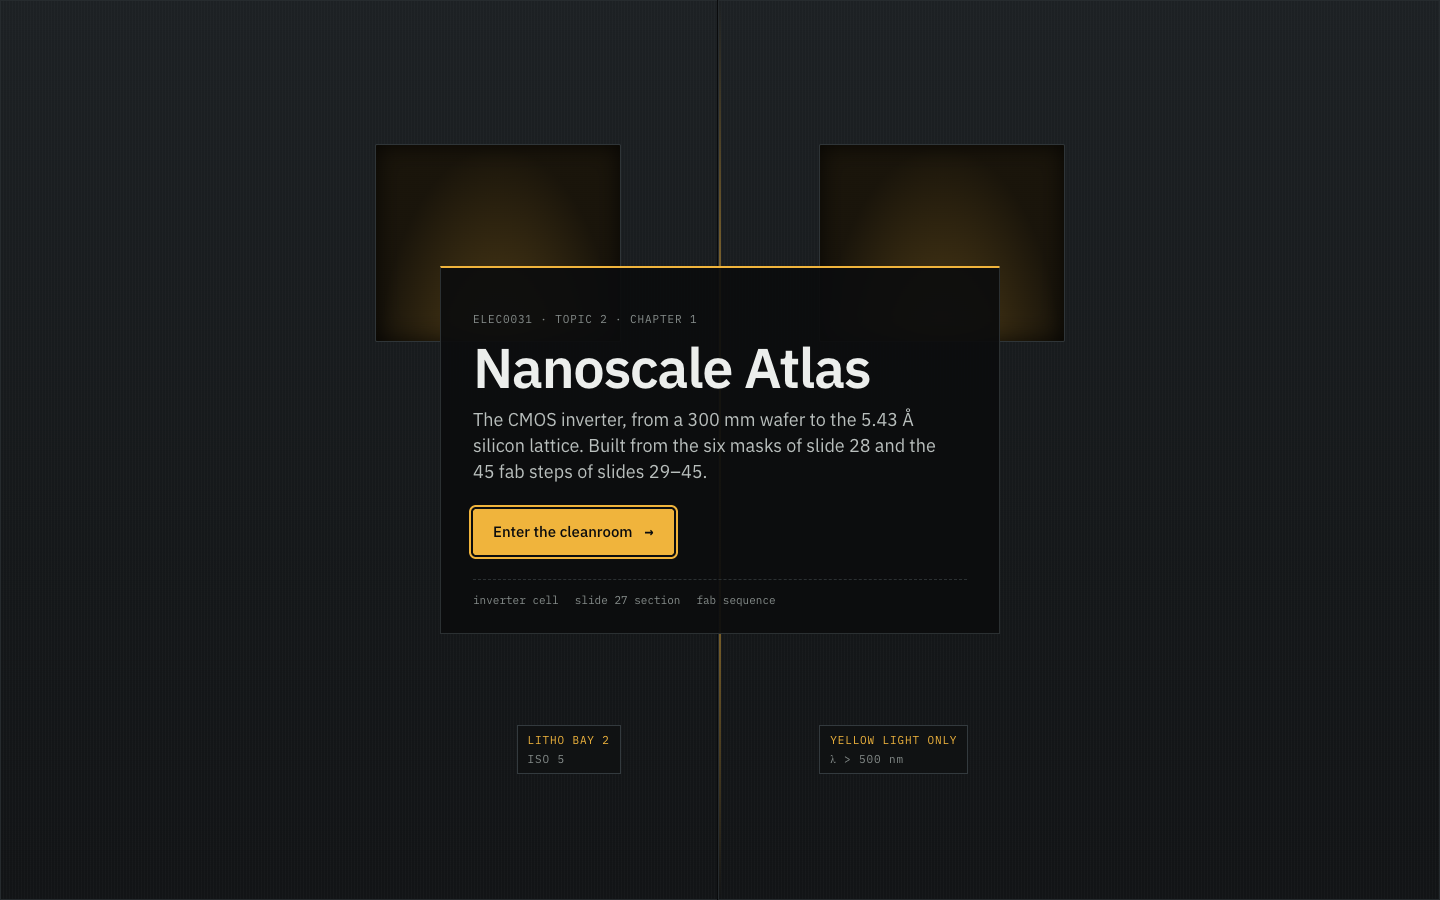 ELEC0031 · TOPIC 2 · CHAPTER 1
Nanoscale Atlas
The CMOS inverter, from a 300 mm wafer to the 5.43 Å
silicon lattice. Built from the six masks of slide 28 and the
45 fab steps of slides 29–45.
Enter the cleanroom →
inverter cell slide 27 section fab sequence
LITHO BAY 2
ISO 5
YELLOW LIGHT ONLY
λ > 500 nm